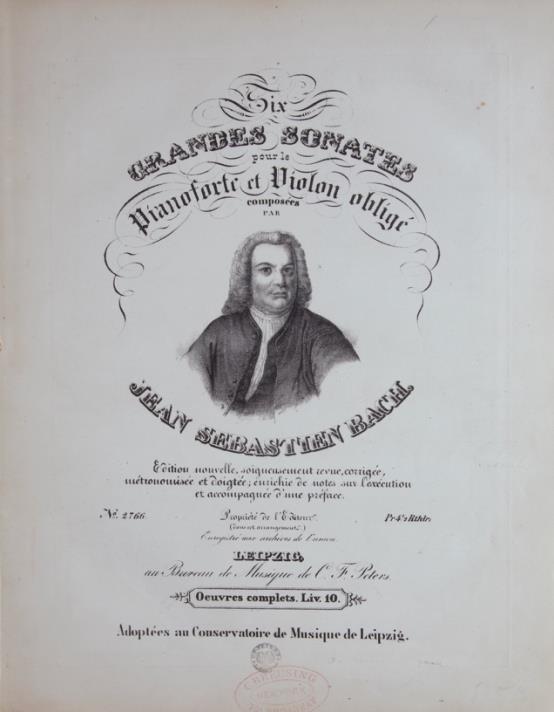 Six
GRANDES SONATES
pour le
Pianoforte et Violon obligé
composées
PAR
JEAN SEBASTIEN BACH.
Edition nouvelle, soigneusement revue, corrigée,
métronomisée et doigtée; enrichie de notes sur l'exécution
et accompagnée d'une préface.
No. 2766.
Propriété de l'Editeur.
Pr. 4½ Rthlr.
Enregistré aux archives de l'union.
LEIPZIG,
au Bureau de Musique de C. F. Peters.
Oeuvres complets. Liv. 10.
Adoptées au Conservatoire de Musique de Leipzig.